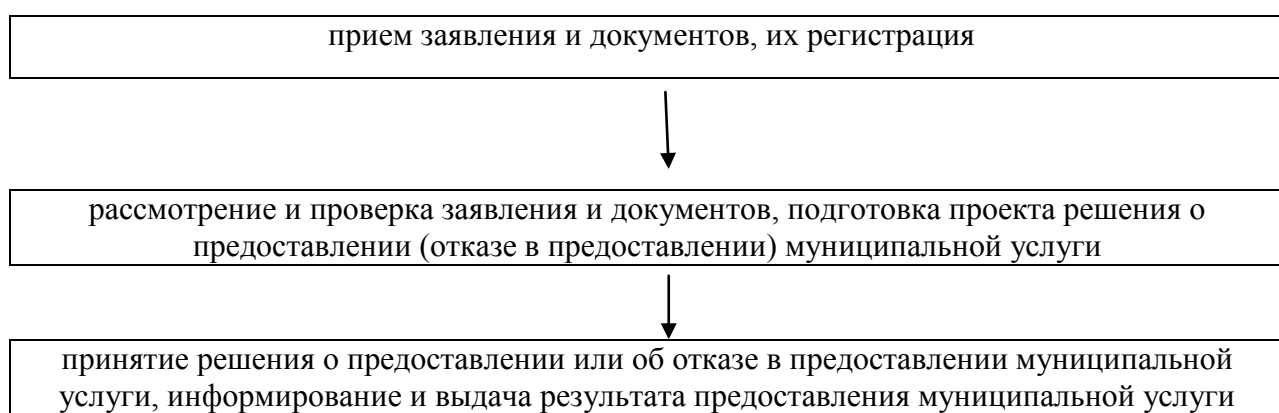 прием заявления и документов, их регистрация
рассмотрение и проверка заявления и документов, подготовка проекта решения о
предоставлении (отказе в предоставлении) муниципальной услуги
принятие решения о предоставлении или об отказе в предоставлении муниципальной
услуги, информирование и выдача результата предоставления муниципальной услуги